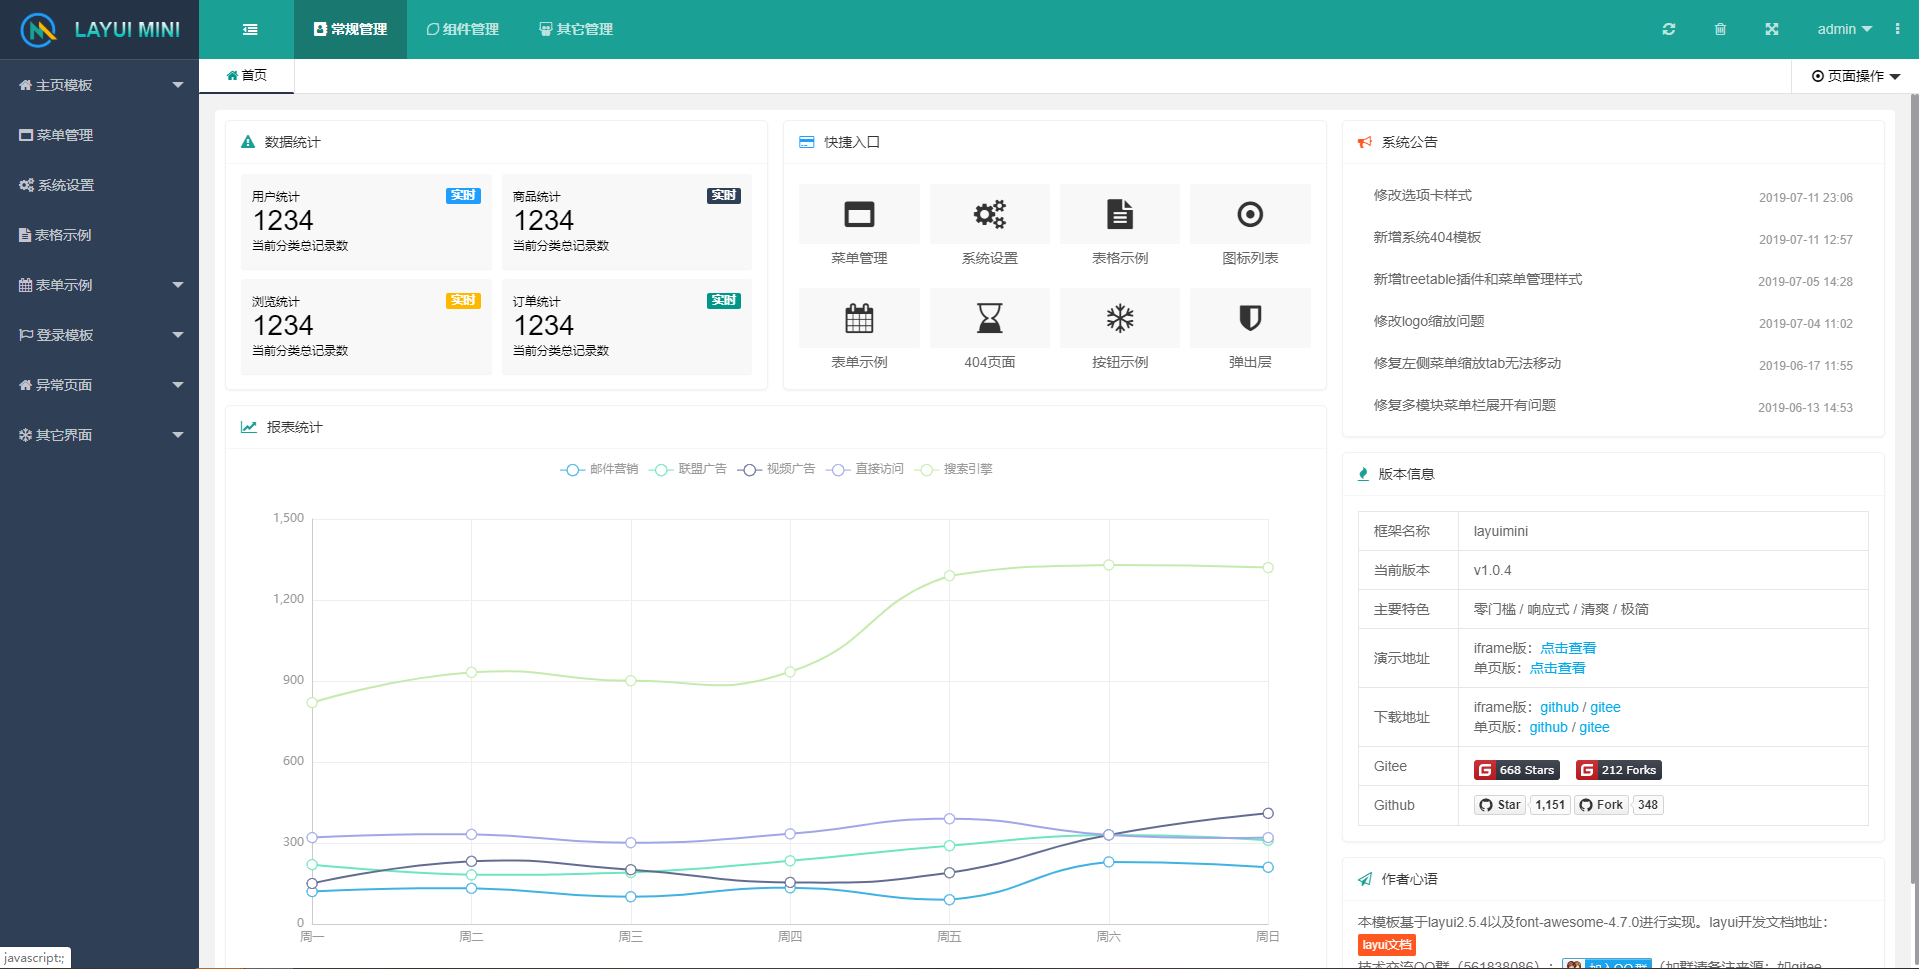 LAYUI MINI
常规管理
组件管理
其它管理
admin
主页模板
菜单管理
系统设置
表格示例
表单示例
登录模板
异常页面
其它界面
javascript:;
首页
页面操作
数据统计
用户统计
实时
1234
当前分类总记录数
商品统计
实时
1234
当前分类总记录数
浏览统计
实时
1234
当前分类总记录数
订单统计
实时
1234
当前分类总记录数
快捷入口
菜单管理
系统设置
表格示例
图标列表
表单示例
404页面
按钮示例
弹出层
报表统计
邮件营销
联盟广告
视频广告
直接访问
搜索引擎
1,500
1,200
900
600
300
0
周一
周二
周三
周四
周五
周六
周日
系统公告
修改选项卡样式 2019-07-11 23:06
新增系统404模板 2019-07-11 12:57
新增treetable插件和菜单管理样式 2019-07-05 14:28
修改logo缩放问题 2019-07-04 11:02
修复左侧菜单缩放tab无法移动 2019-06-17 11:55
修复多模块菜单栏展开有问题 2019-06-13 14:53
版本信息
框架名称 layuimini
当前版本 v1.0.4
主要特色 零门槛 / 响应式 / 清爽 / 极简
演示地址
iframe版：点击查看
单页版：点击查看
下载地址
iframe版：github / gitee
单页版：github / gitee
Gitee 668 Stars 212 Forks
Github Star 1,151 Fork 348
作者心语
本模板基于layui2.5.4以及font-awesome-4.7.0进行实现。layui开发文档地址：
layui文档
技术交流QQ群（561838086）： 加入QQ群 （加群请备注来源：如gitee